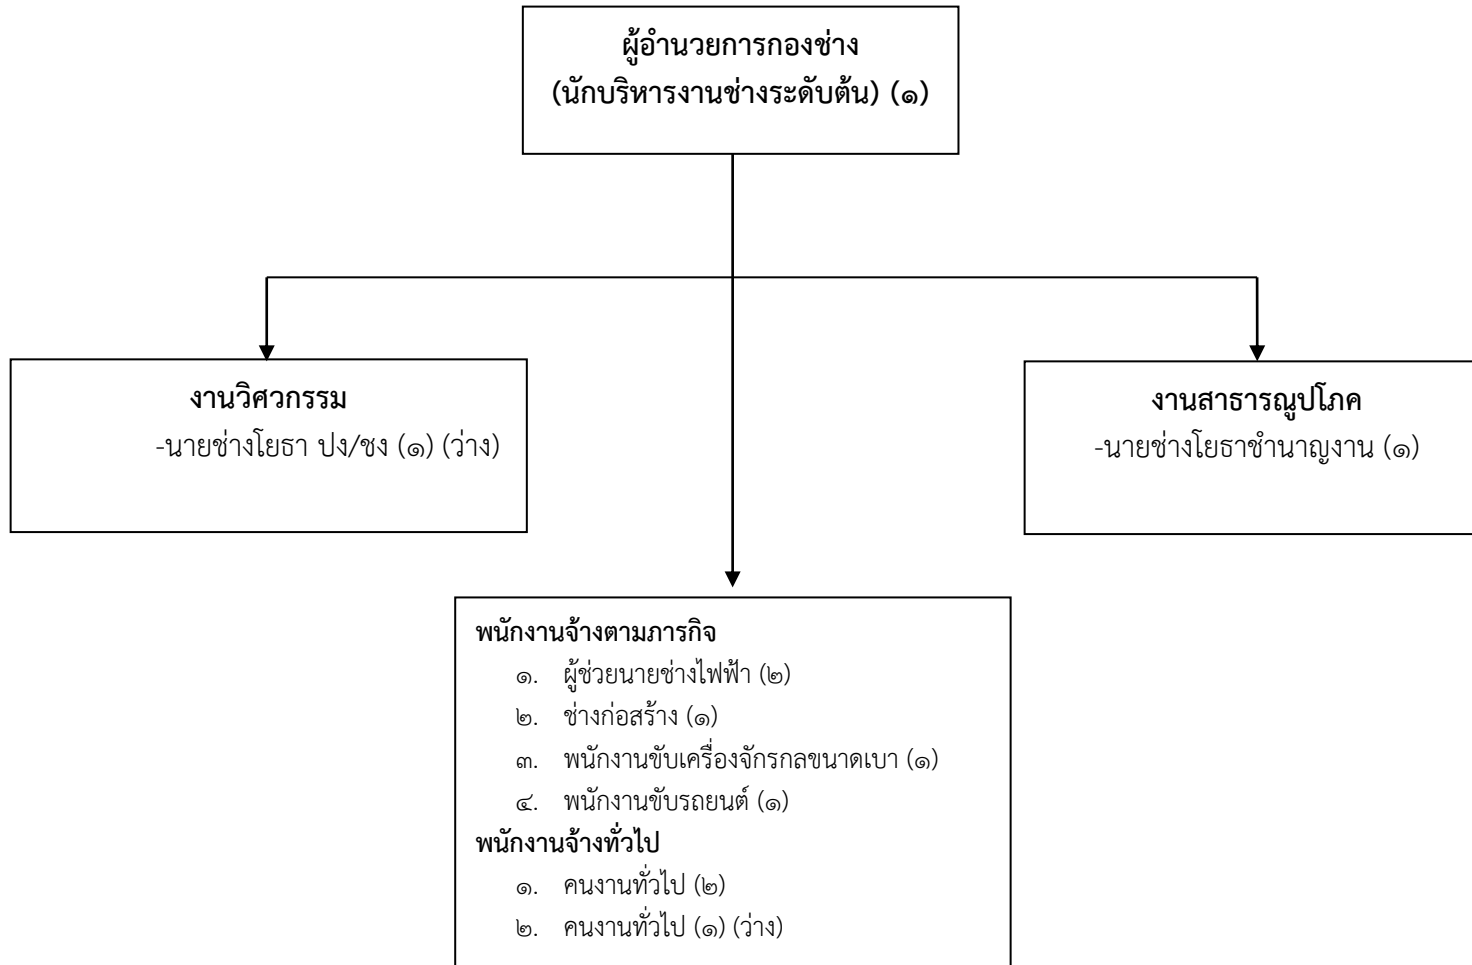 ผู้อำนวยการกองช่าง
(นักบริหารงานช่างระดับต้น) (๑)
งานวิศวกรรม
-นายช่างโยธา ปง/ชง (๑) (ว่าง)
งานสาธารณูปโภค
-นายช่างโยธาชำนาญงาน (๑)
พนักงานจ้างตามภารกิจ
๑. ผู้ช่วยนายช่างไฟฟ้า (๒)
๒. ช่างก่อสร้าง (๑)
๓. พนักงานขับเครื่องจักรกลขนาดเบา (๑)
๔. พนักงานขับรถยนต์ (๑)
พนักงานจ้างทั่วไป
๑. คนงานทั่วไป (๒)
๒. คนงานทั่วไป (๑) (ว่าง)